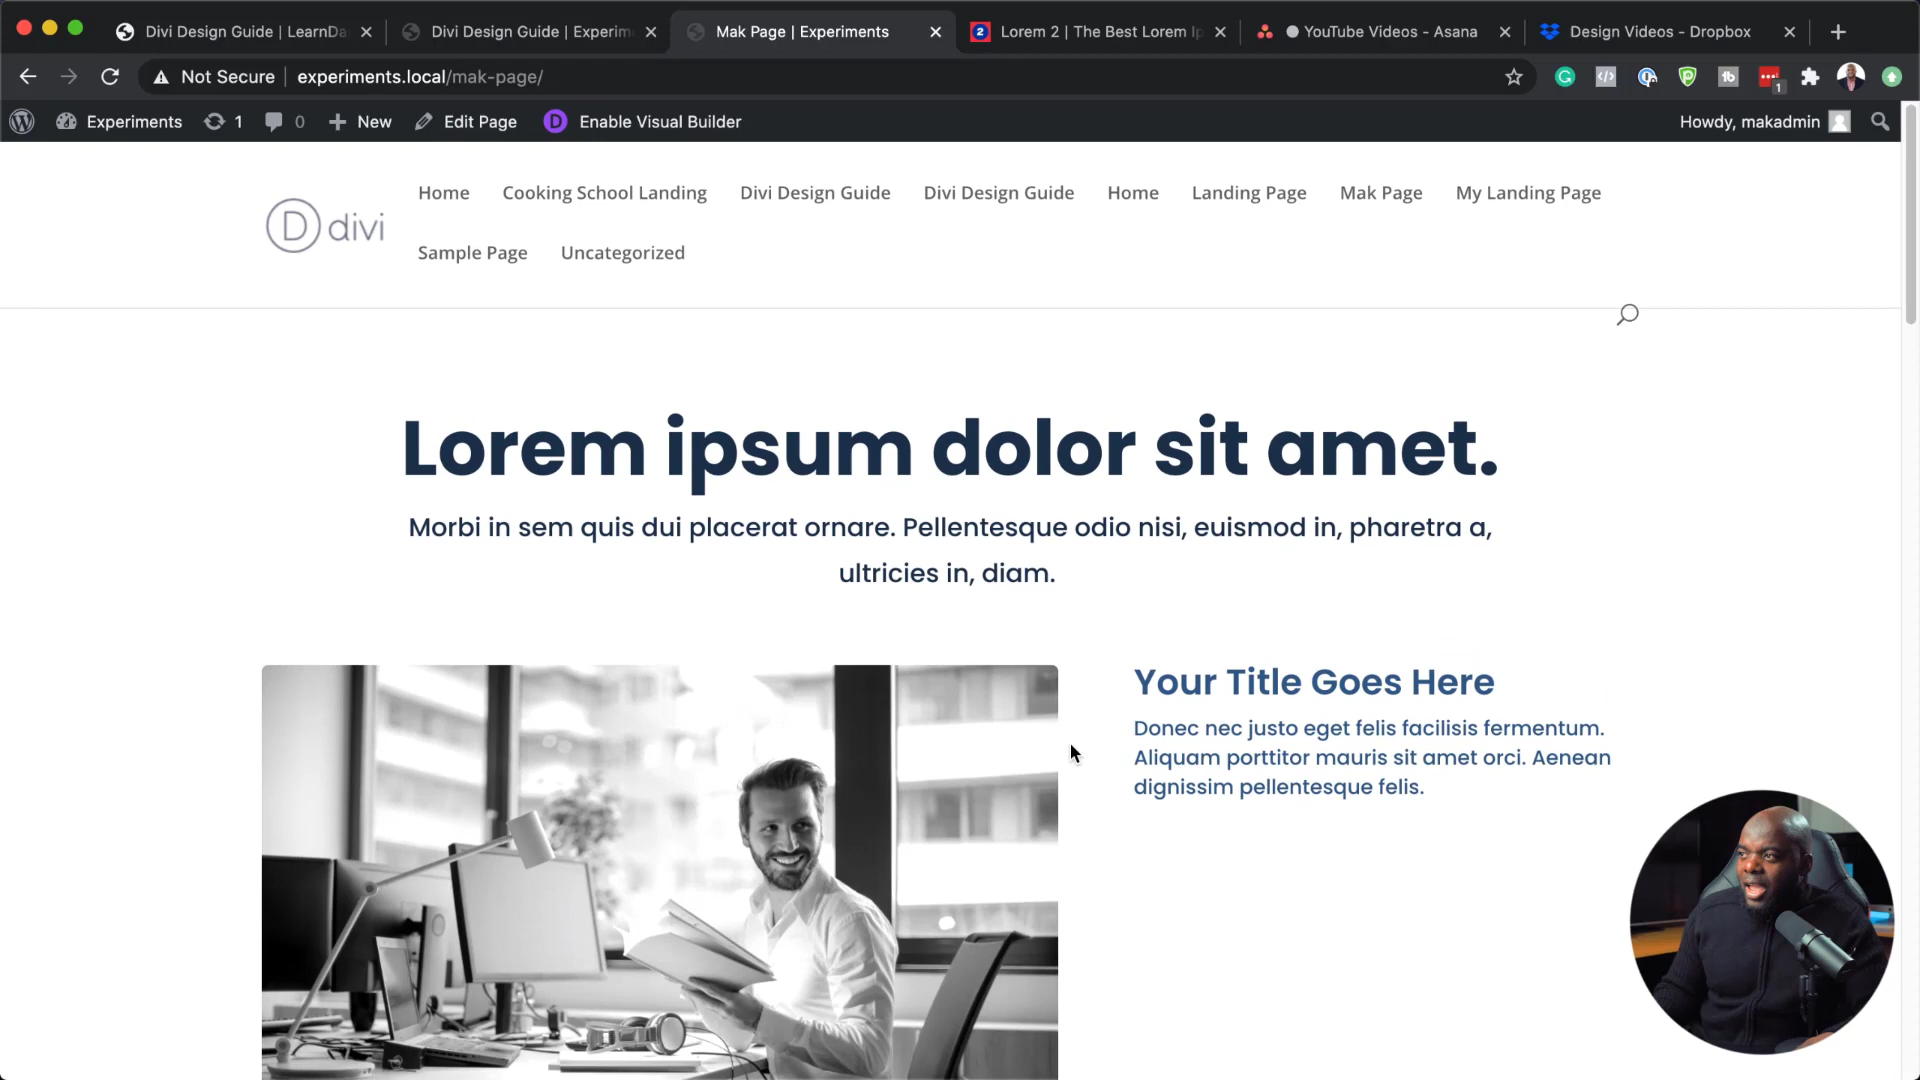 Divi Design Guide | LearnDa
Divi Design Guide | Experim
Mak Page | Experiments
2
Lorem 2 | The Best Lorem Ip
YouTube Videos - Asana
Design Videos - Dropbox
Not Secure
experiments.local/mak-page/
1
Experiments
1
0
New
Edit Page
D
Enable Visual Builder
Howdy, makadmin
D divi
Home
Cooking School Landing
Divi Design Guide
Divi Design Guide
Home
Landing Page
Mak Page
My Landing Page
Sample Page
Uncategorized
Lorem ipsum dolor sit amet.
Morbi in sem quis dui placerat ornare. Pellentesque odio nisi, euismod in, pharetra a,
ultricies in, diam.
Your Title Goes Here
Donec nec justo eget felis facilisis fermentum.
Aliquam porttitor mauris sit amet orci. Aenean
dignissim pellentesque felis.